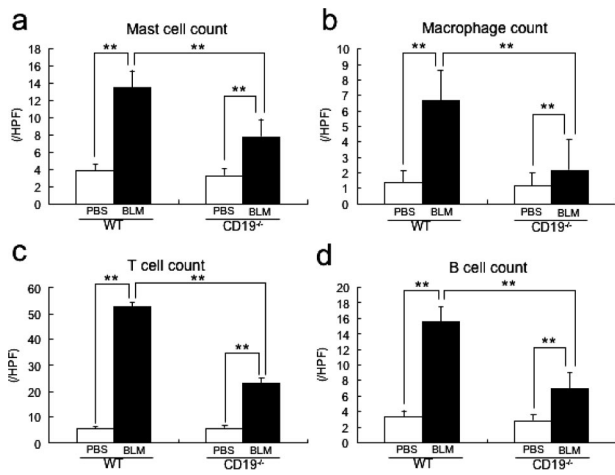 a
Mast cell count
(/HPF)
18
16
14
12
10
8
6
4
2
0
**
**
**
PBS BLM PBS BLM
WT CD19-/-
b
Macrophage count
(/HPF)
10
9
8
7
6
5
4
3
2
1
0
**
**
**
PBS BLM PBS BLM
WT CD19-/-
c
T cell count
(/HPF)
60
50
40
30
20
10
0
**
**
**
PBS BLM PBS BLM
WT CD19-/-
d
B cell count
(/HPF)
20
18
16
14
12
10
8
6
4
2
0
**
**
**
PBS BLM PBS BLM
WT CD19-/-